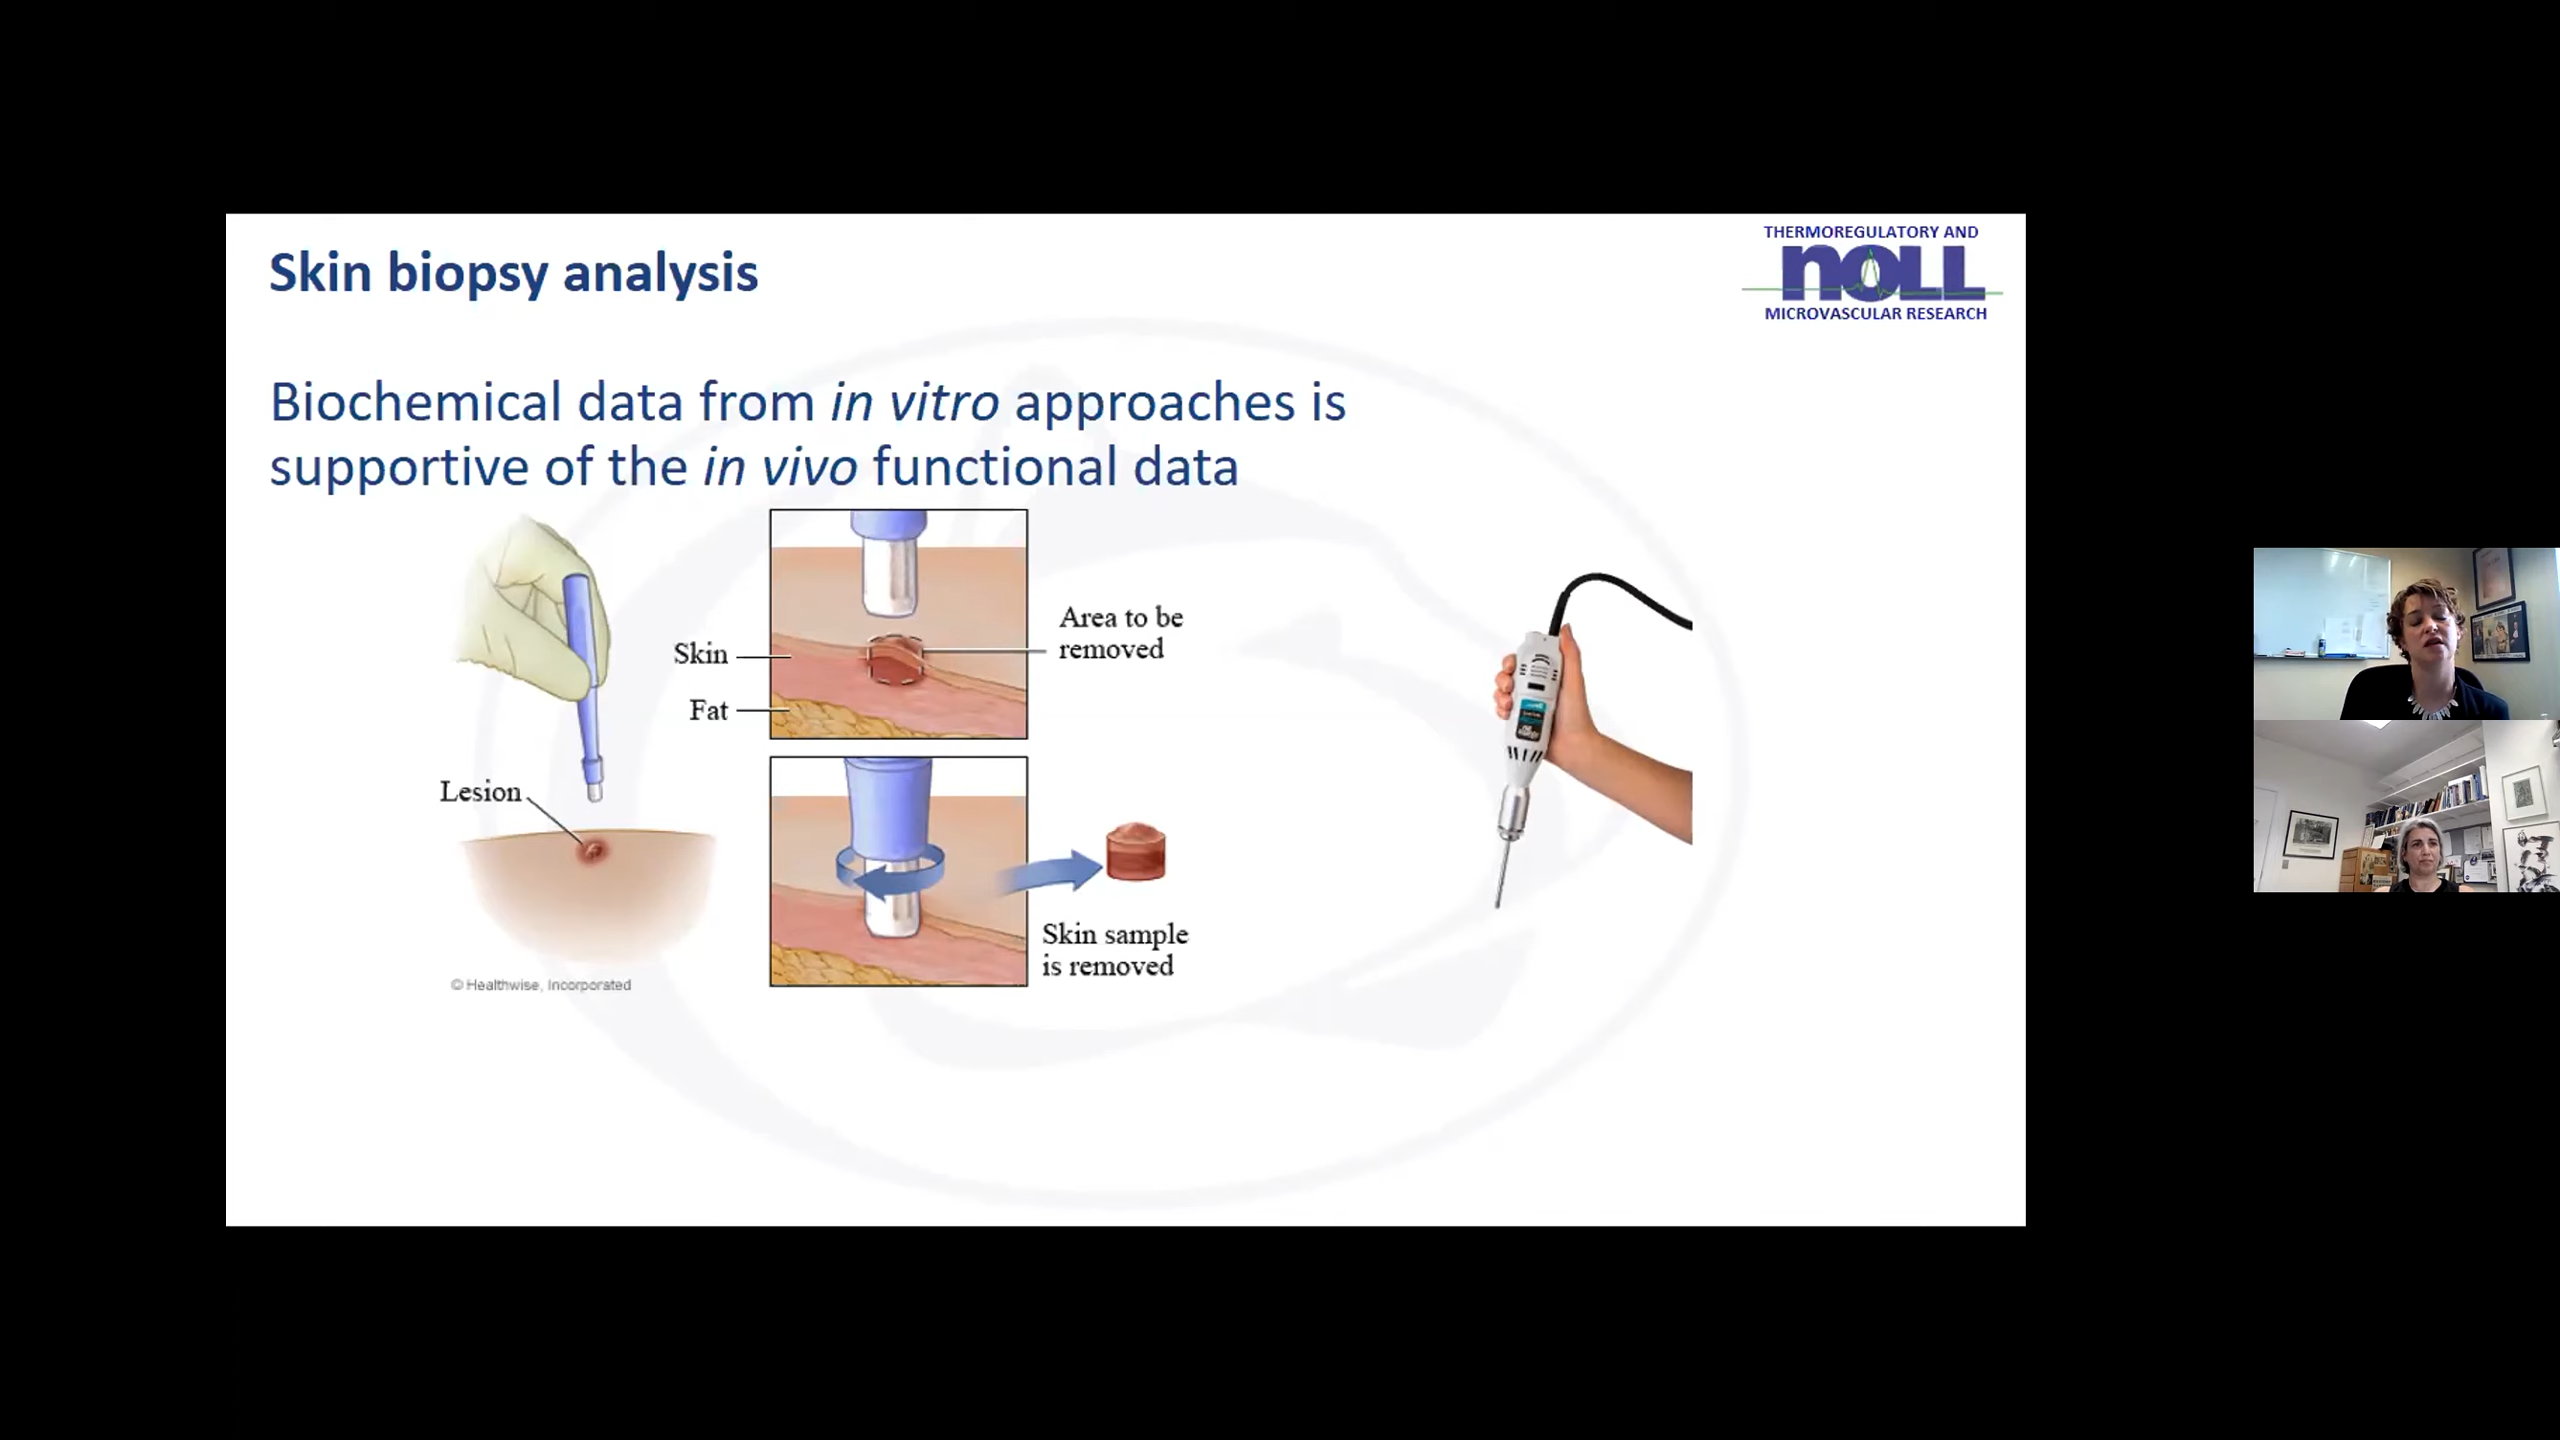 Skin biopsy analysis
THERMOREGULATORY AND
noll
MICROVASCULAR RESEARCH
Biochemical data from in vitro approaches is
supportive of the in vivo functional data
Area to be
removed
Skin
Fat
Lesion
Skin sample
is removed
© Healthwise, Incorporated